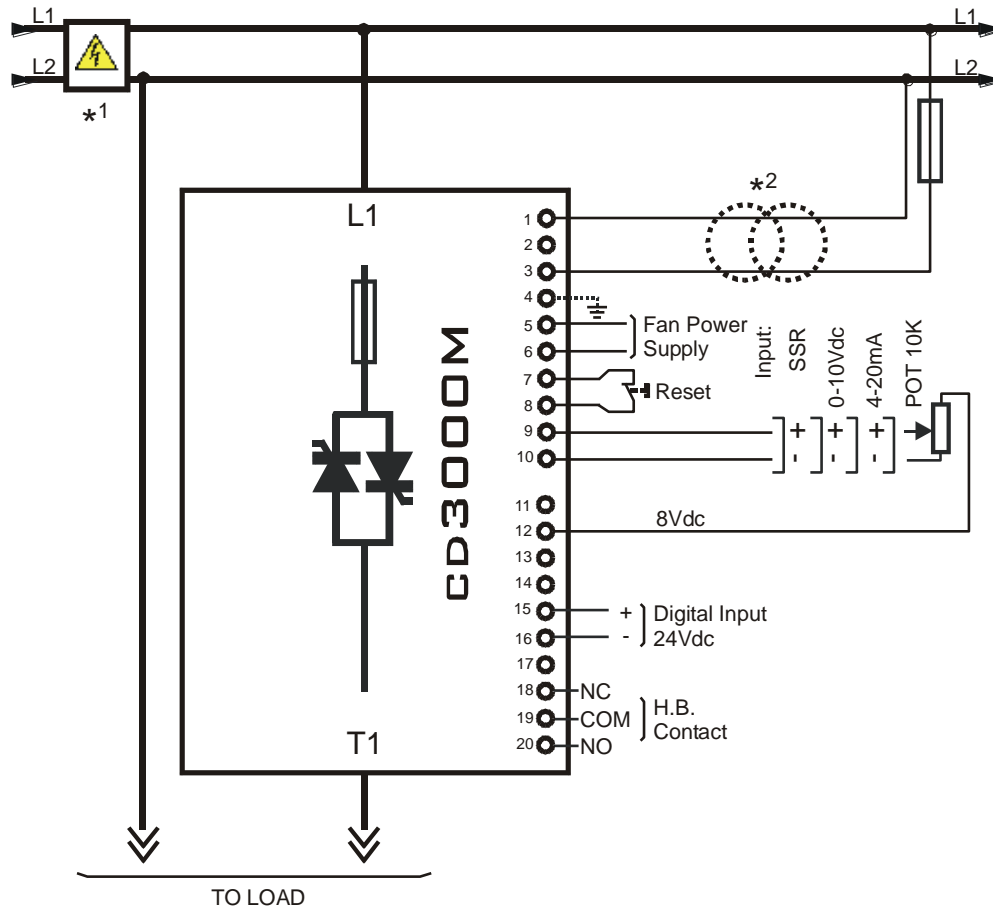 L1
L1
L2
L2
*1
*2
L1
1
2
3
4
5
6
Fan Power
Supply
7
8
Reset
Input:
SSR
0-10Vdc
4-20mA
POT 10K
9
10
+ + +
- - -
CD3000M
11
12
8Vdc
13
14
15
16
+
-
Digital Input
24Vdc
17
18
NC
19
COM
20
NO
H.B.
Contact
T1
TO LOAD